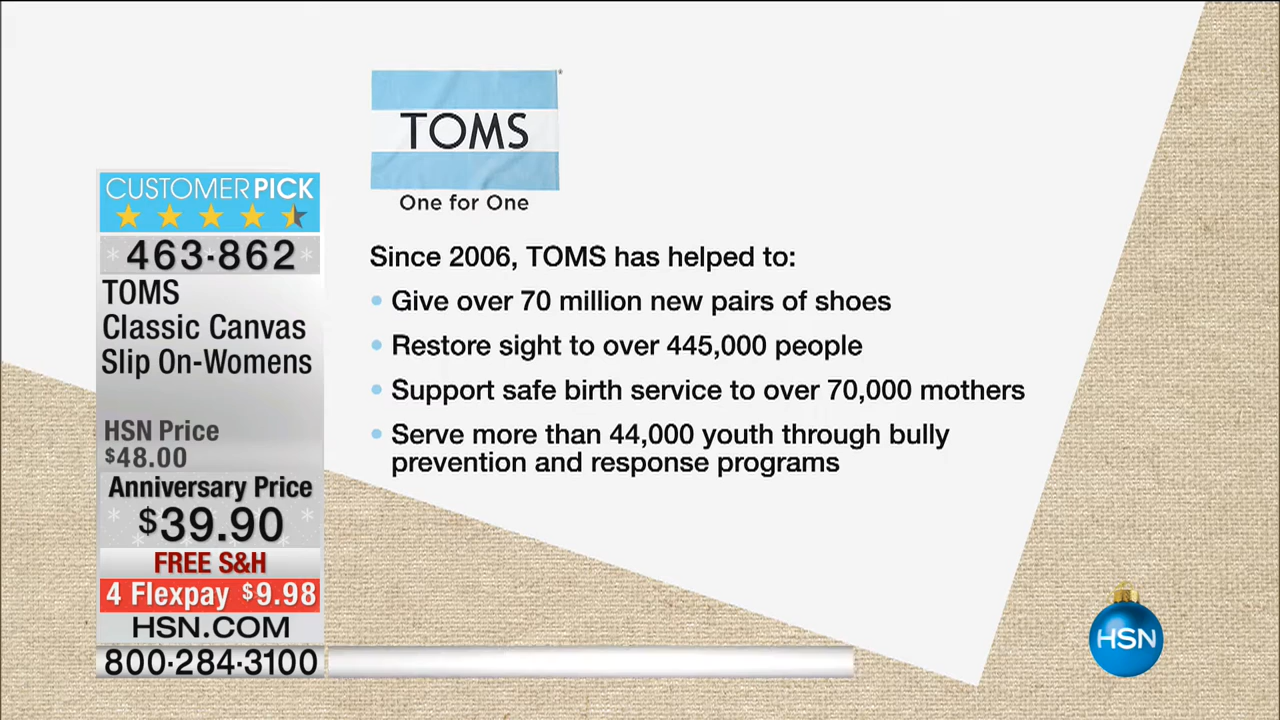 TOMS
One for One
Since 2006, TOMS has helped to:
• Give over 70 million new pairs of shoes
• Restore sight to over 445,000 people
• Support safe birth service to over 70,000 mothers
• Serve more than 44,000 youth through bully
prevention and response programs
CUSTOMER PICK
463·862
TOMS
Classic Canvas
Slip On-Womens
HSN Price
$48.00
Anniversary Price
$39.90
FREE S&H
4 Flexpay $9.98
HSN.COM
800·284·3100
HSN